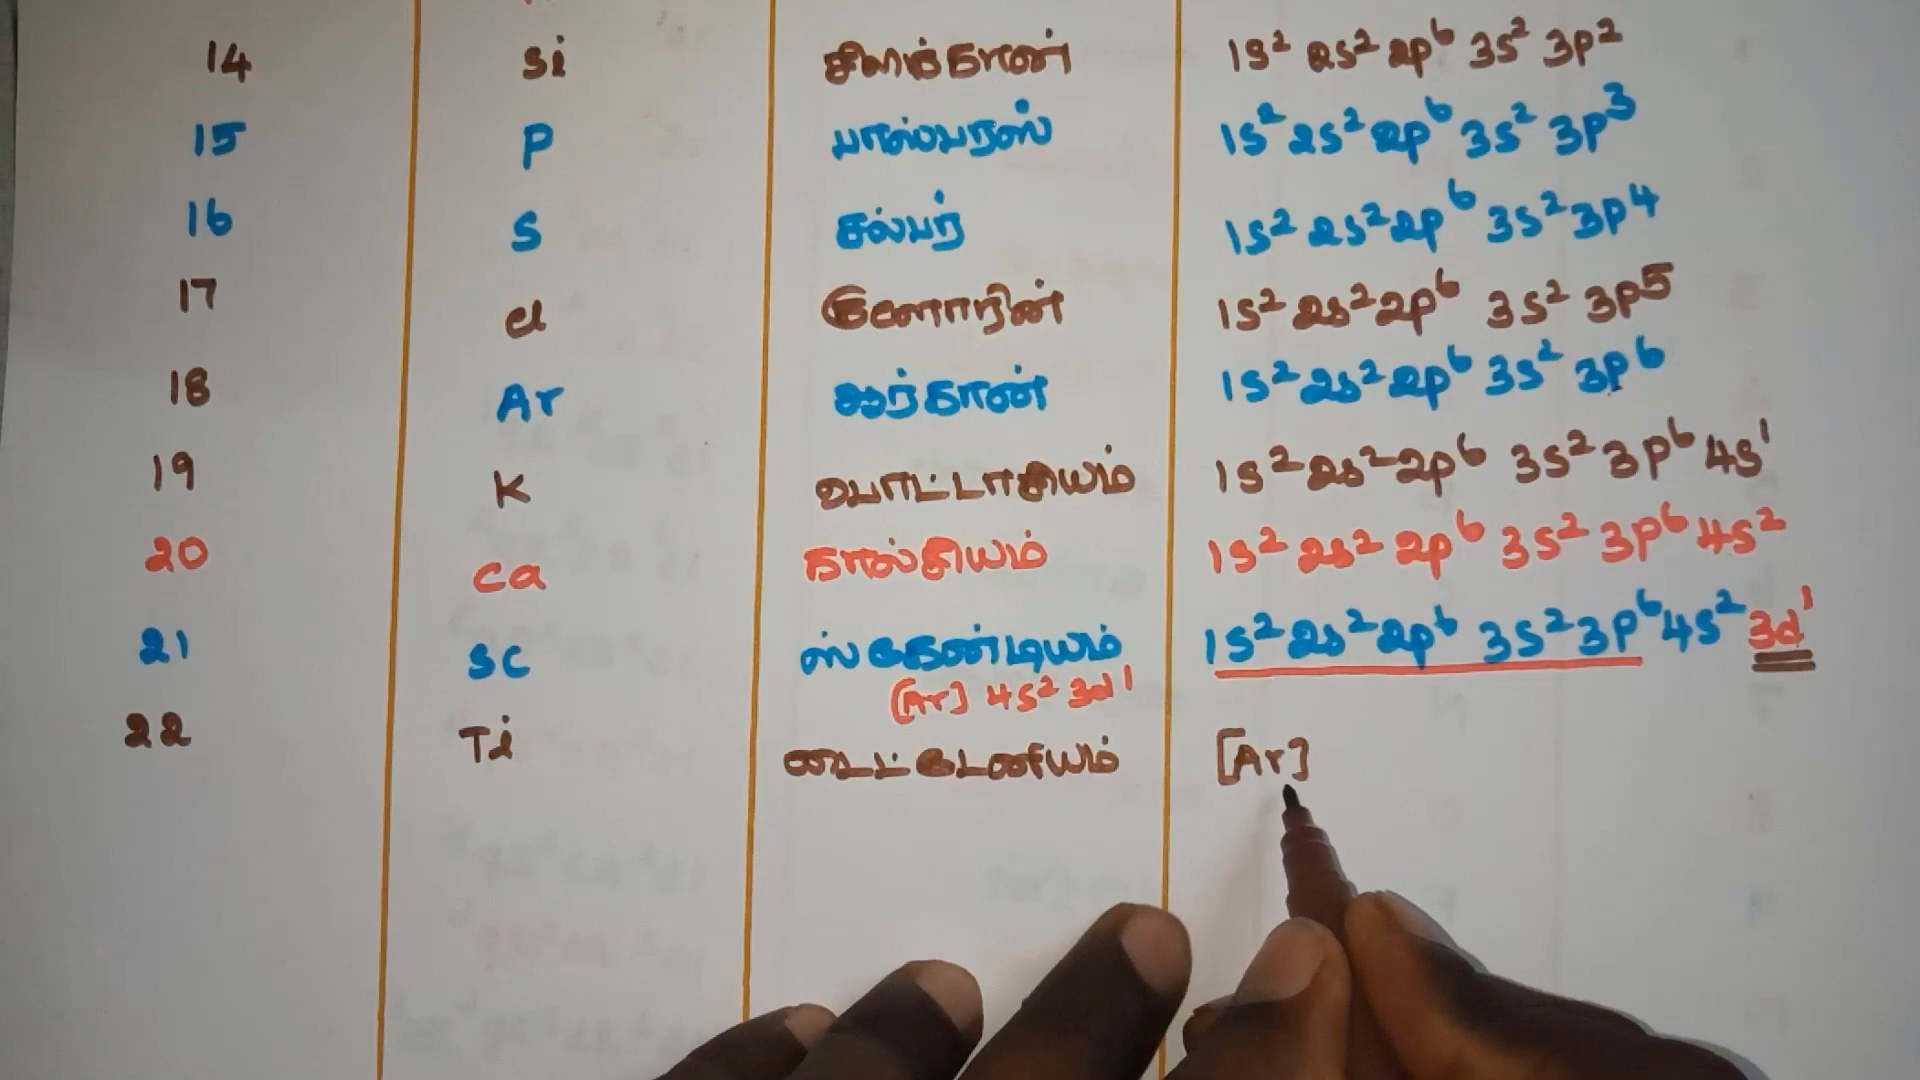 14 Si சிலிக்கான் 1s² 2s² 2p⁶ 3s² 3p²
15 P பாஸ்பரஸ் 1s² 2s² 2p⁶ 3s² 3p³
16 S சல்பர் 1s² 2s² 2p⁶ 3s² 3p⁴
17 Cl குளோரின் 1s² 2s² 2p⁶ 3s² 3p⁵
18 Ar ஆர்கான் 1s² 2s² 2p⁶ 3s² 3p⁶
19 K பொட்டாசியம் 1s² 2s² 2p⁶ 3s² 3p⁶ 4s¹
20 Ca கால்சியம் 1s² 2s² 2p⁶ 3s² 3p⁶ 4s²
21 Sc ஸ்கேண்டியம் 1s² 2s² 2p⁶ 3s² 3p⁶ 4s² 3d¹
[Ar] 4s² 3d¹
22 Ti டைட்டேனியம் [Ar]